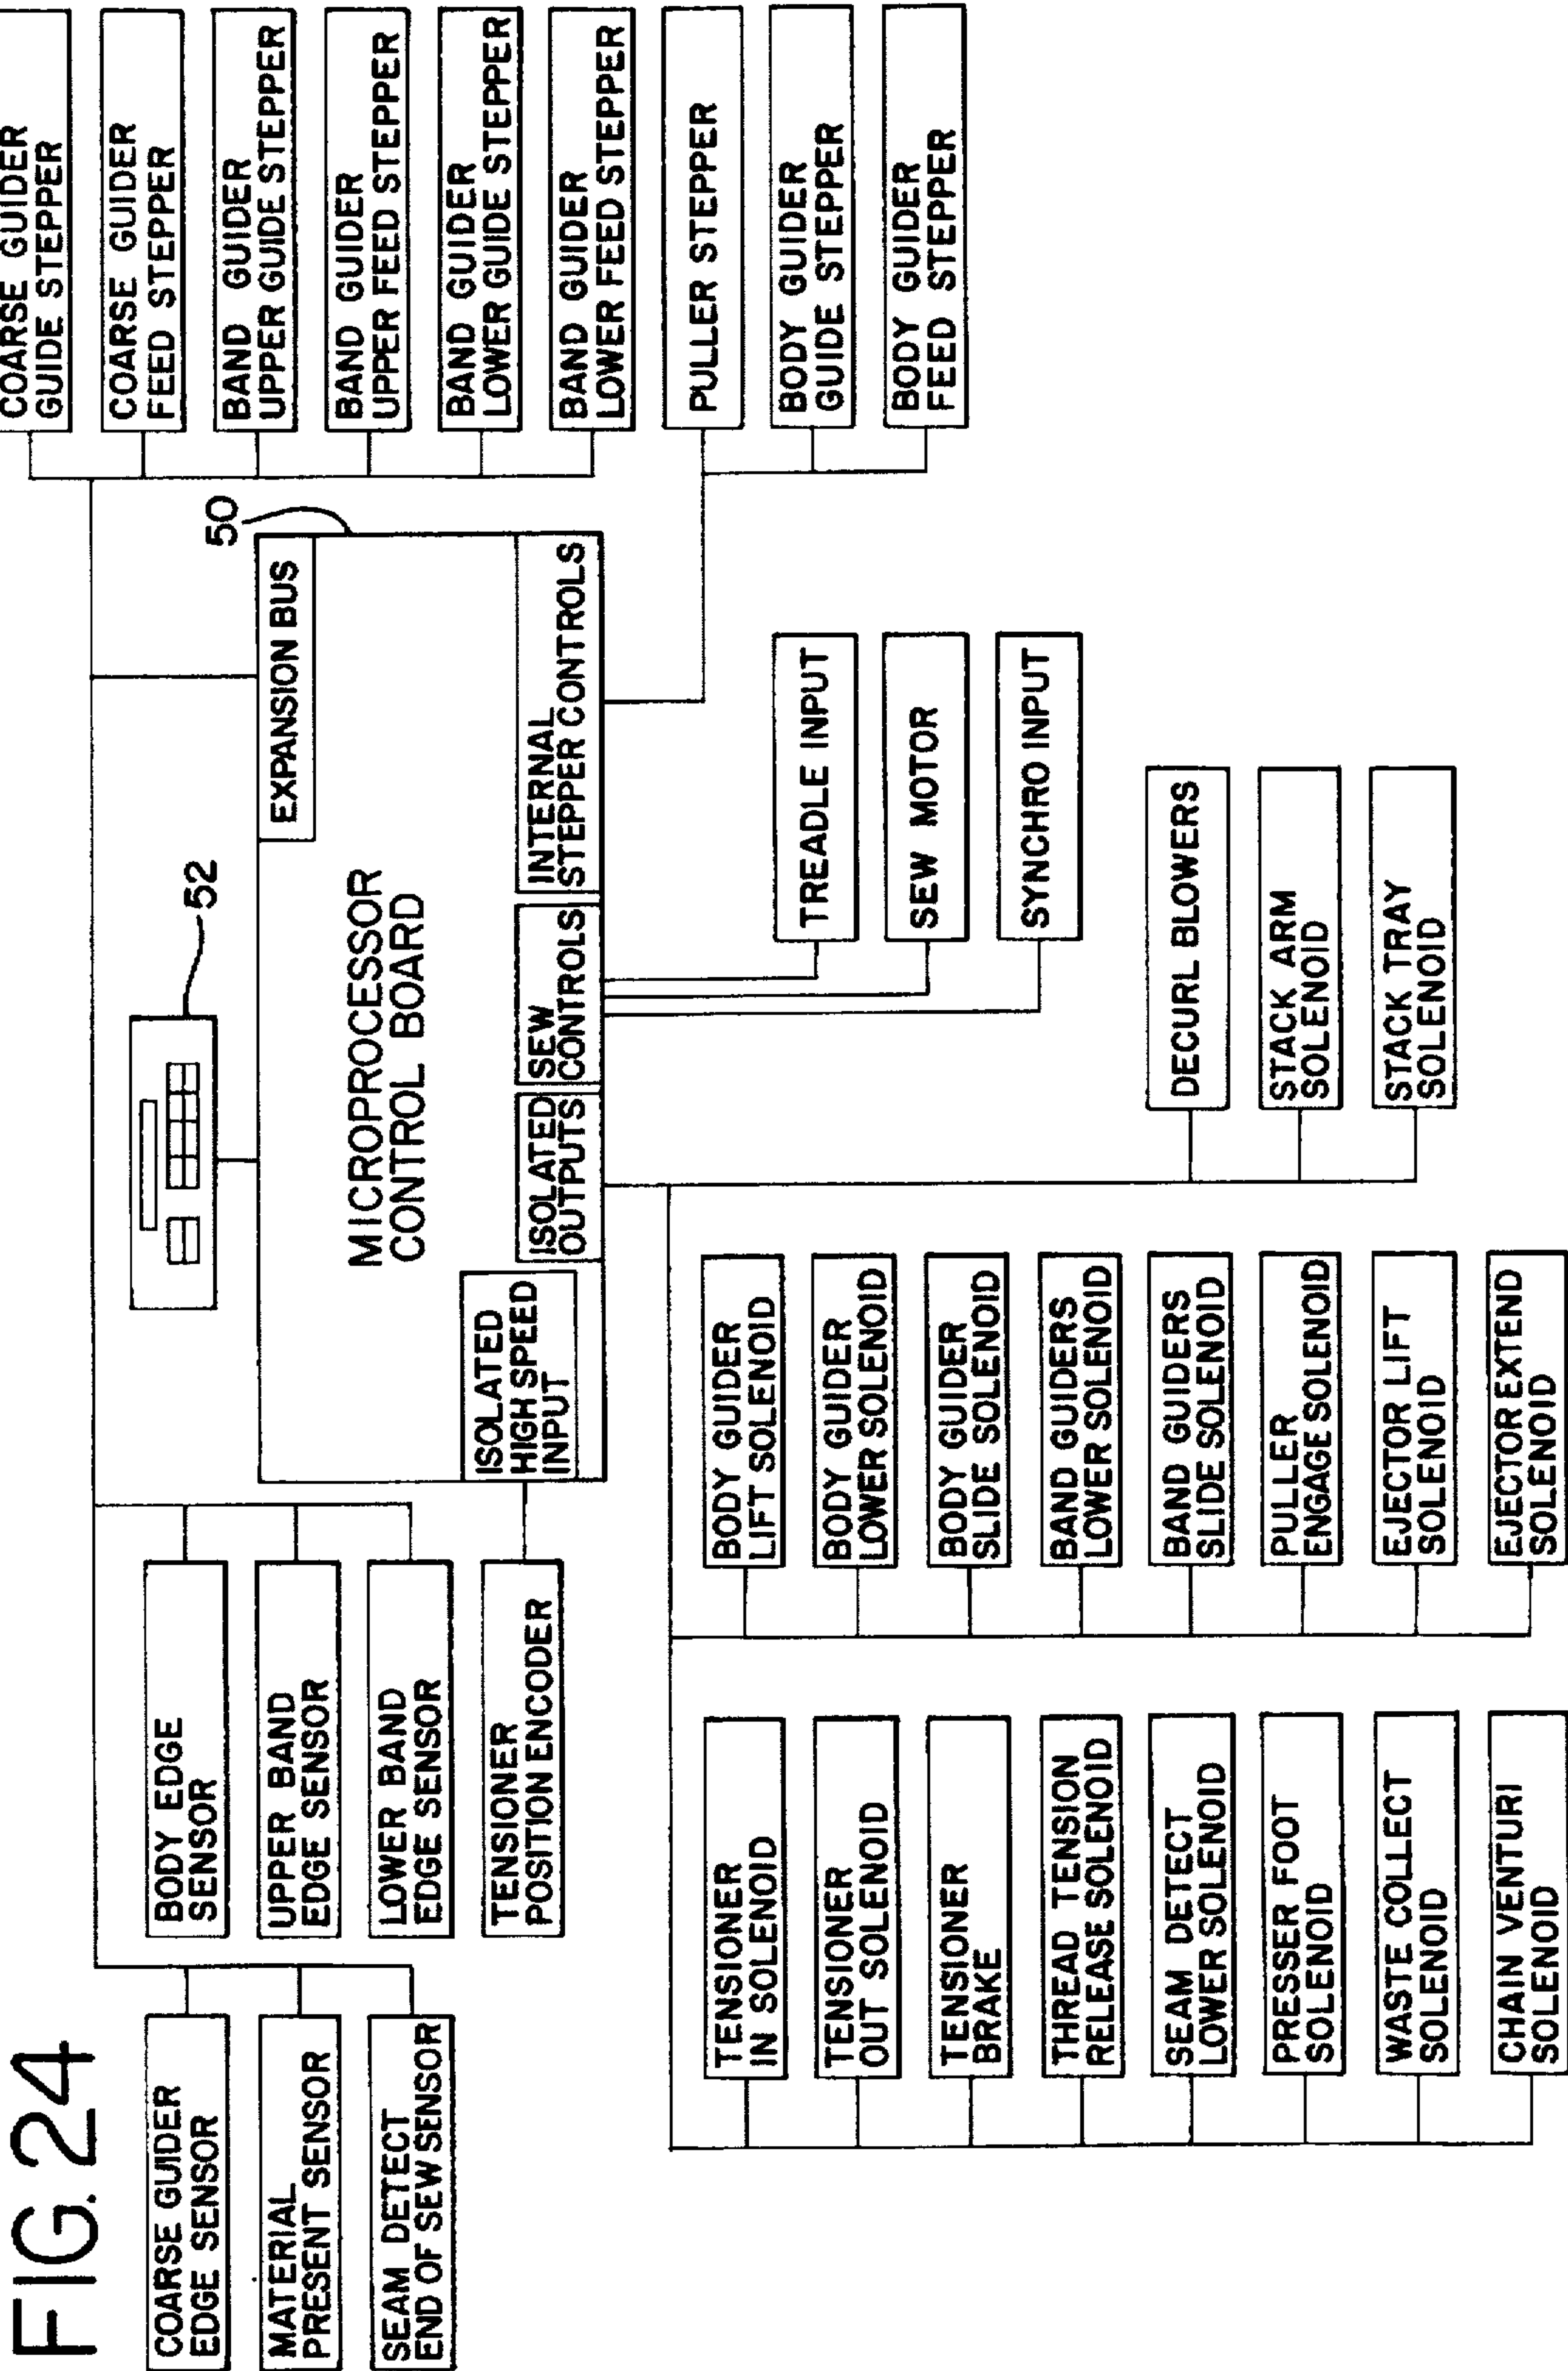 FIG. 24
COARSE GUIDER
EDGE SENSOR
MATERIAL
PRESENT SENSOR
SEAM DETECT
END OF SEW SENSOR
BODY EDGE
SENSOR
UPPER BAND
EDGE SENSOR
LOWER BAND
EDGE SENSOR
TENSIONER
POSITION ENCODER
52
50
MICROPROCESSOR
CONTROL BOARD
EXPANSION BUS
ISOLATED
HIGH SPEED
INPUT
ISOLATED
OUTPUTS
SEW
CONTROLS
INTERNAL
STEPPER CONTROLS
COARSE GUIDER
GUIDE STEPPER
COARSE GUIDER
FEED STEPPER
BAND GUIDER
UPPER GUIDE STEPPER
BAND GUIDER
UPPER FEED STEPPER
BAND GUIDER
LOWER GUIDE STEPPER
BAND GUIDER
LOWER FEED STEPPER
PULLER STEPPER
BODY GUIDER
GUIDE STEPPER
BODY GUIDER
FEED STEPPER
TREADLE INPUT
SEW MOTOR
SYNCHRO INPUT
DECURL BLOWERS
STACK ARM
SOLENOID
STACK TRAY
SOLENOID
TENSIONER
IN SOLENOID
TENSIONER
OUT SOLENOID
TENSIONER
BRAKE
THREAD TENSION
RELEASE SOLENOID
SEAM DETECT
LOWER SOLENOID
PRESSER FOOT
SOLENOID
WASTE COLLECT
SOLENOID
CHAIN VENTURI
SOLENOID
BODY GUIDER
LIFT SOLENOID
BODY GUIDER
LOWER SOLENOID
BODY GUIDER
SLIDE SOLENOID
BAND GUIDERS
LOWER SOLENOID
BAND GUIDERS
SLIDE SOLENOID
PULLER
ENGAGE SOLENOID
EJECTOR LIFT
SOLENOID
EJECTOR EXTEND
SOLENOID